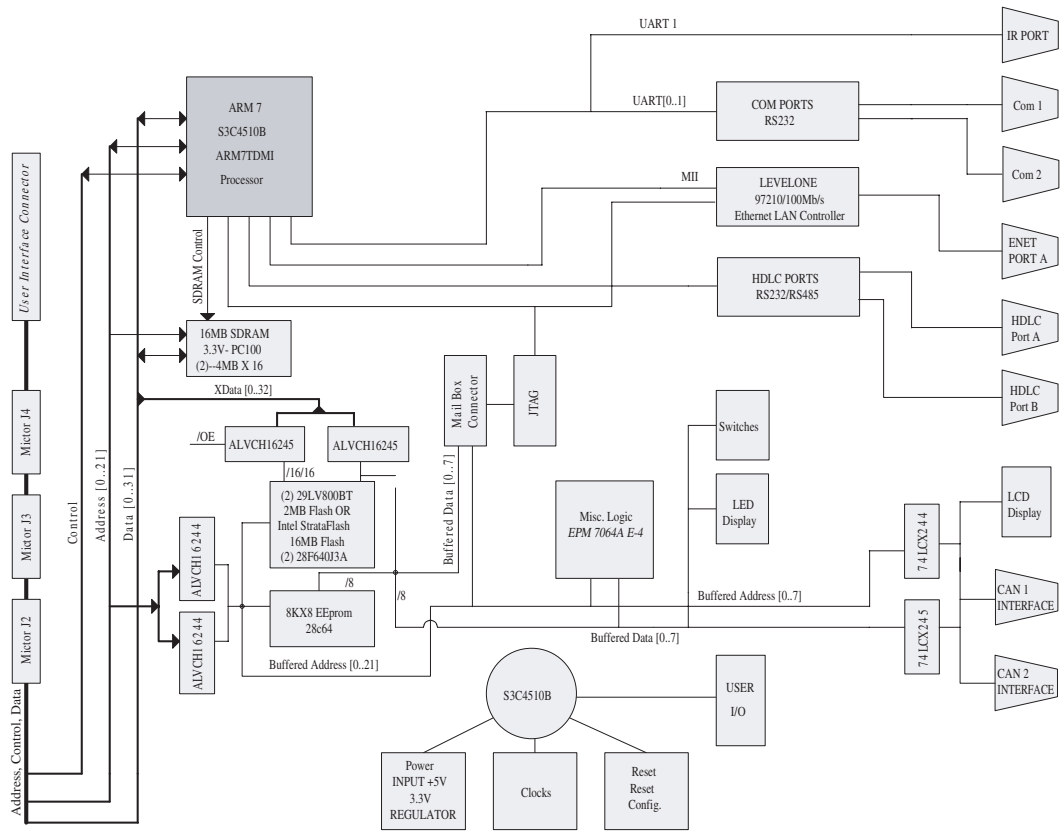 UART 1
IR PORT
ARM 7
S3C4510B
ARM7TDMI
Processor
UART[0..1]
COM PORTS
RS232
Com 1
Com 2
MII
LEVELONE
97210/100Mb/s
Ethernet LAN Controller
ENET
PORT A
HDLC PORTS
RS232/RS485
HDLC
Port A
HDLC
Port B
User Interface Connector
SDRAM Control
16MB SDRAM
3.3V- PC100
(2)--4MB X 16
XData [0..32]
Mictor J4
Mictor J3
Mictor J2
Control
Address [0..21]
Data [0..31]
Address, Control, Data
/OE
ALVCH16245
ALVCH16245
/16/16
Mail Box
Connector
JTAG
Switches
LED
Display
(2) 29LV800BT
2MB Flash OR
Intel StrataFlash
16MB Flash
(2) 28F640J3A
Buffered Data [0..7]
Misc. Logic
EPM 7064A E-4
ALVCH16244
ALVCH16244
/8
/8
8KX8 EEprom
28c64
Buffered Address [0..21]
Buffered Address [0..7]
Buffered Data [0..7]
74LCX244
74LCX245
LCD
Display
CAN 1
INTERFACE
CAN 2
INTERFACE
S3C4510B
USER
I/O
Power
INPUT +5V
3.3V
REGULATOR
Clocks
Reset
Reset
Config.